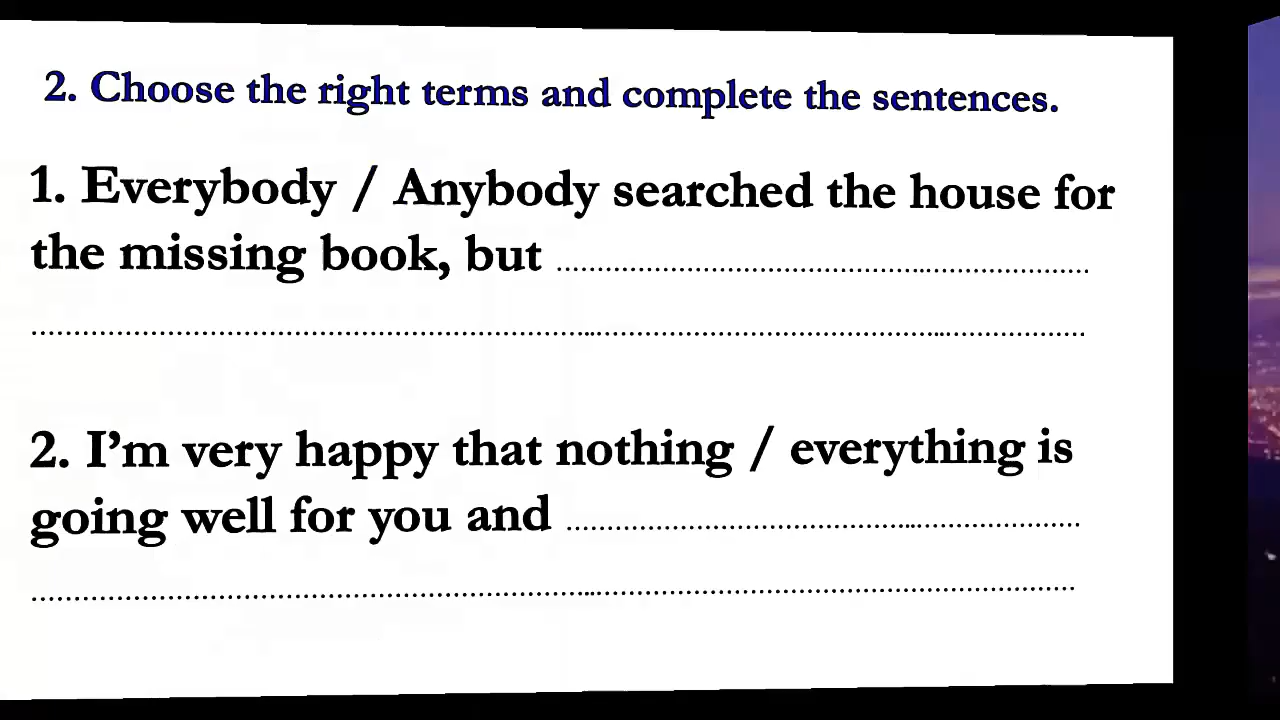 2. Choose the right terms and complete the sentences.
1. Everybody / Anybody searched the house for
the missing book, but ................................................................
................................................................................................................................
2. I’m very happy that nothing / everything is
going well for you and ................................................................
................................................................................................................................